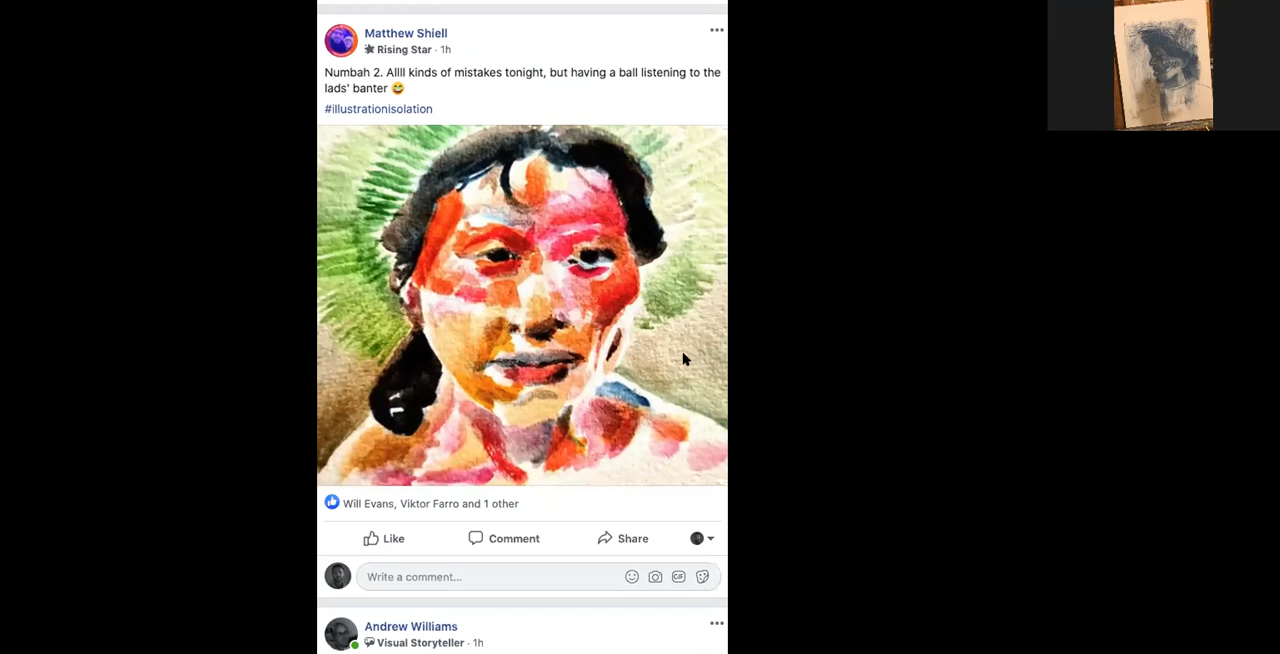 Matthew Shiell
Rising Star · 1h
Numbah 2. Allll kinds of mistakes tonight, but having a ball listening to the
lads' banter 😄
#illustrationisolation
Will Evans, Viktor Farro and 1 other
Like Comment Share
Write a comment... GIF
Andrew Williams
Visual Storyteller · 1h